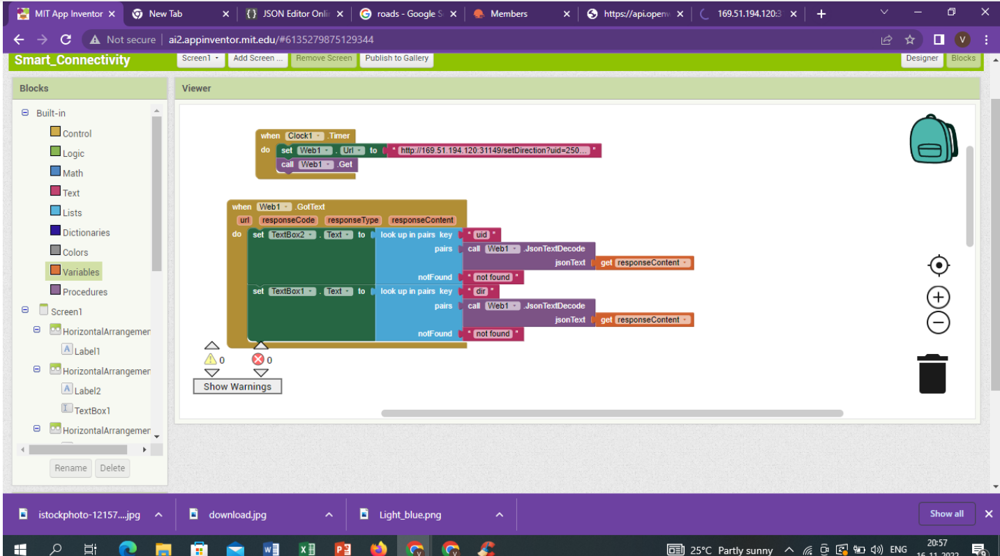 MIT App Inventor
New Tab
JSON Editor Onlin
roads - Google S
Members
https://api.openw
169.51.194.120:3
Not secure
ai2.appinventor.mit.edu/#6135279875129344
V
Smart_Connectivity
Screen1
Add Screen ...
Remove Screen
Publish to Gallery
Designer
Blocks
Blocks
Viewer
Built-in
Control
Logic
Math
Text
Lists
Dictionaries
Colors
Variables
Procedures
Screen1
HorizontalArrangemen
Label1
HorizontalArrangemen
Label2
TextBox1
HorizontalArrangemen
Rename
Delete
when Clock1 .Timer
do set Web1 . Url to " http://169.51.194.120:31149/setDirection?uid=250... "
call Web1 .Get
when Web1 .GotText
url responseCode responseType responseContent
do set TextBox2 . Text to look up in pairs key " uid "
pairs call Web1 .JsonTextDecode
jsonText get responseContent
notFound " not found "
set TextBox1 . Text to look up in pairs key " dir "
pairs call Web1 .JsonTextDecode
jsonText get responseContent
notFound " not found "
0
0
Show Warnings
istockphoto-12157....jpg
download.jpg
Light_blue.png
Show all
25°C Partly sunny
ENG
20:57
16-11-2022